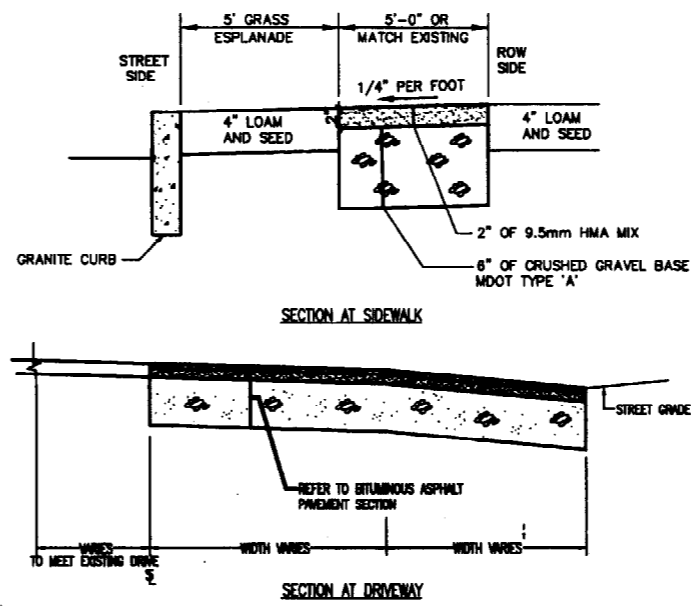 5' GRASS
ESPLANADE
5'-0" OR
MATCH EXISTING
STREET
SIDE
ROW
SIDE
1/4" PER FOOT
2"
4" LOAM
AND SEED
4" LOAM
AND SEED
2" OF 9.5mm HMA MIX
GRANITE CURB
6" OF CRUSHED GRAVEL BASE
MDOT TYPE 'A'
SECTION AT SIDEWALK
STREET GRADE
REFER TO BITUMINOUS ASPHALT
PAVEMENT SECTION
VARIES
TO MEET EXISTING DRIVE
WIDTH VARIES
WIDTH VARIES
SECTION AT DRIVEWAY